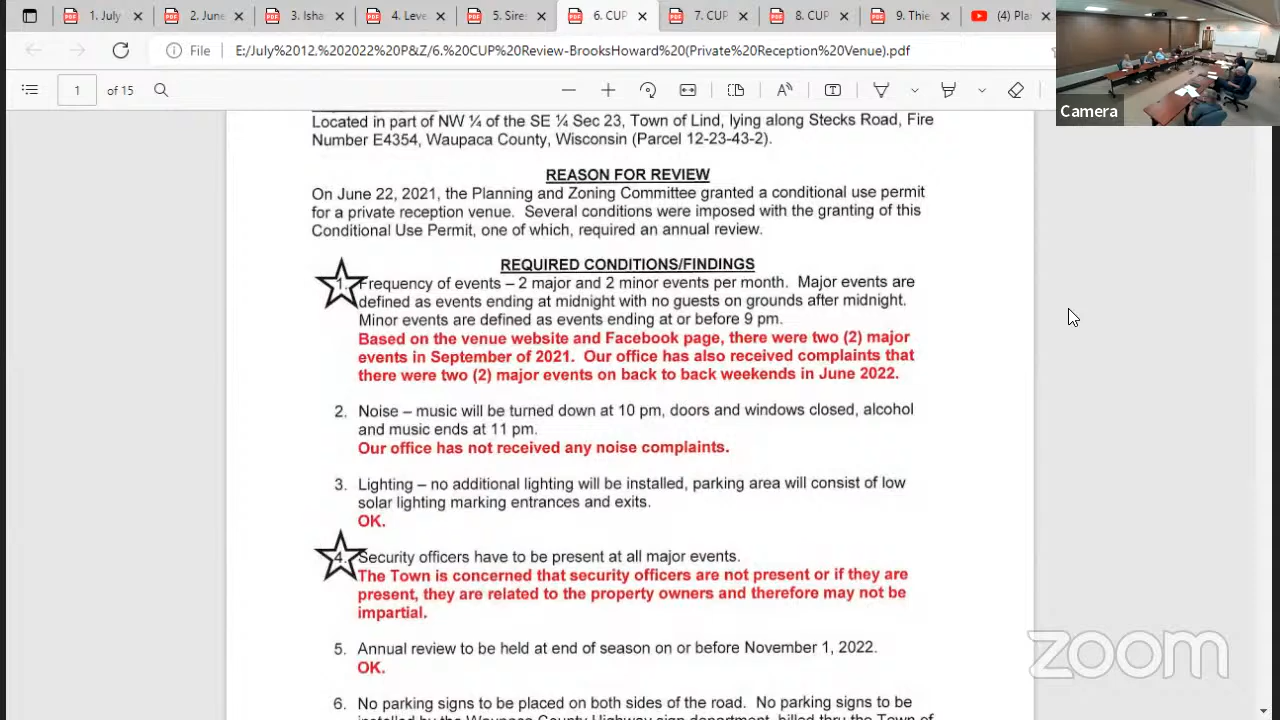 1. July
2. June
3. Isha
4. Leve
5. Sires
6. CUP
7. CUP
8. CUP
9. Thie
(4) Pla
File
E:/July%2012.%202022%20P&Z/6.%20CUP%20Review-BrooksHoward%20(Private%20Reception%20Venue).pdf
1 of 15
Camera
Located in part of NW ¼ of the SE ¼ Sec 23, Town of Lind, lying along Stecks Road, Fire
Number E4354, Waupaca County, Wisconsin (Parcel 12-23-43-2).
REASON FOR REVIEW
On June 22, 2021, the Planning and Zoning Committee granted a conditional use permit
for a private reception venue. Several conditions were imposed with the granting of this
Conditional Use Permit, one of which, required an annual review.
REQUIRED CONDITIONS/FINDINGS
1. Frequency of events – 2 major and 2 minor events per month. Major events are
defined as events ending at midnight with no guests on grounds after midnight.
Minor events are defined as events ending at or before 9 pm.
Based on the venue website and Facebook page, there were two (2) major
events in September of 2021. Our office has also received complaints that
there were two (2) major events on back to back weekends in June 2022.
2. Noise – music will be turned down at 10 pm, doors and windows closed, alcohol
and music ends at 11 pm.
Our office has not received any noise complaints.
3. Lighting – no additional lighting will be installed, parking area will consist of low
solar lighting marking entrances and exits.
OK.
4. Security officers have to be present at all major events.
The Town is concerned that security officers are not present or if they are
present, they are related to the property owners and therefore may not be
impartial.
5. Annual review to be held at end of season on or before November 1, 2022.
OK.
6. No parking signs to be placed on both sides of the road. No parking signs to be
installed by the Waupaca County Highway sign department, billed thru the Town of
zoom